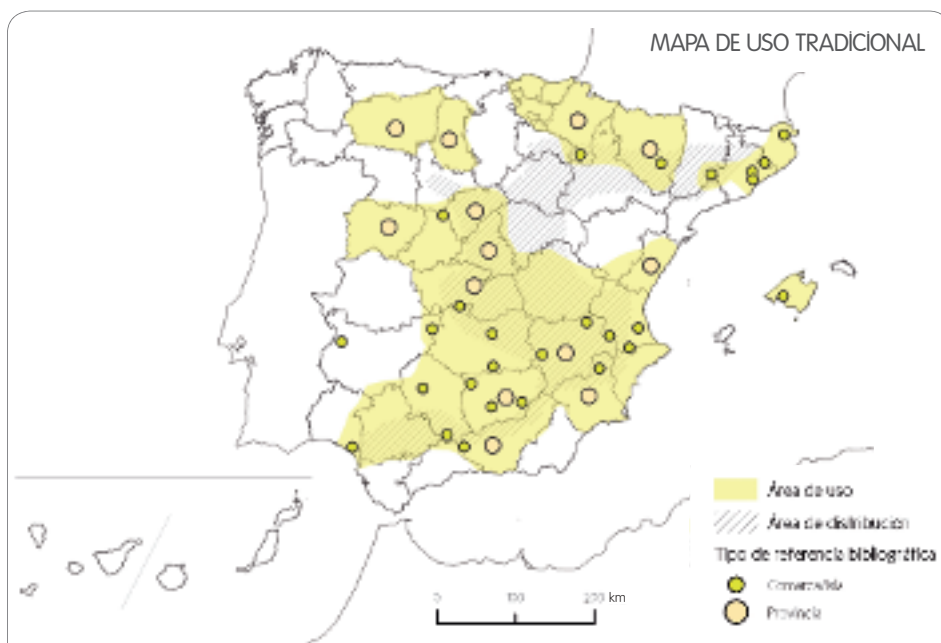 MAPA DE USO TRADICIONAL
Área de uso
Área de distribución
Tipo de referencia bibliográfica
Comarca/Isla
Provincia
0 100 200 km